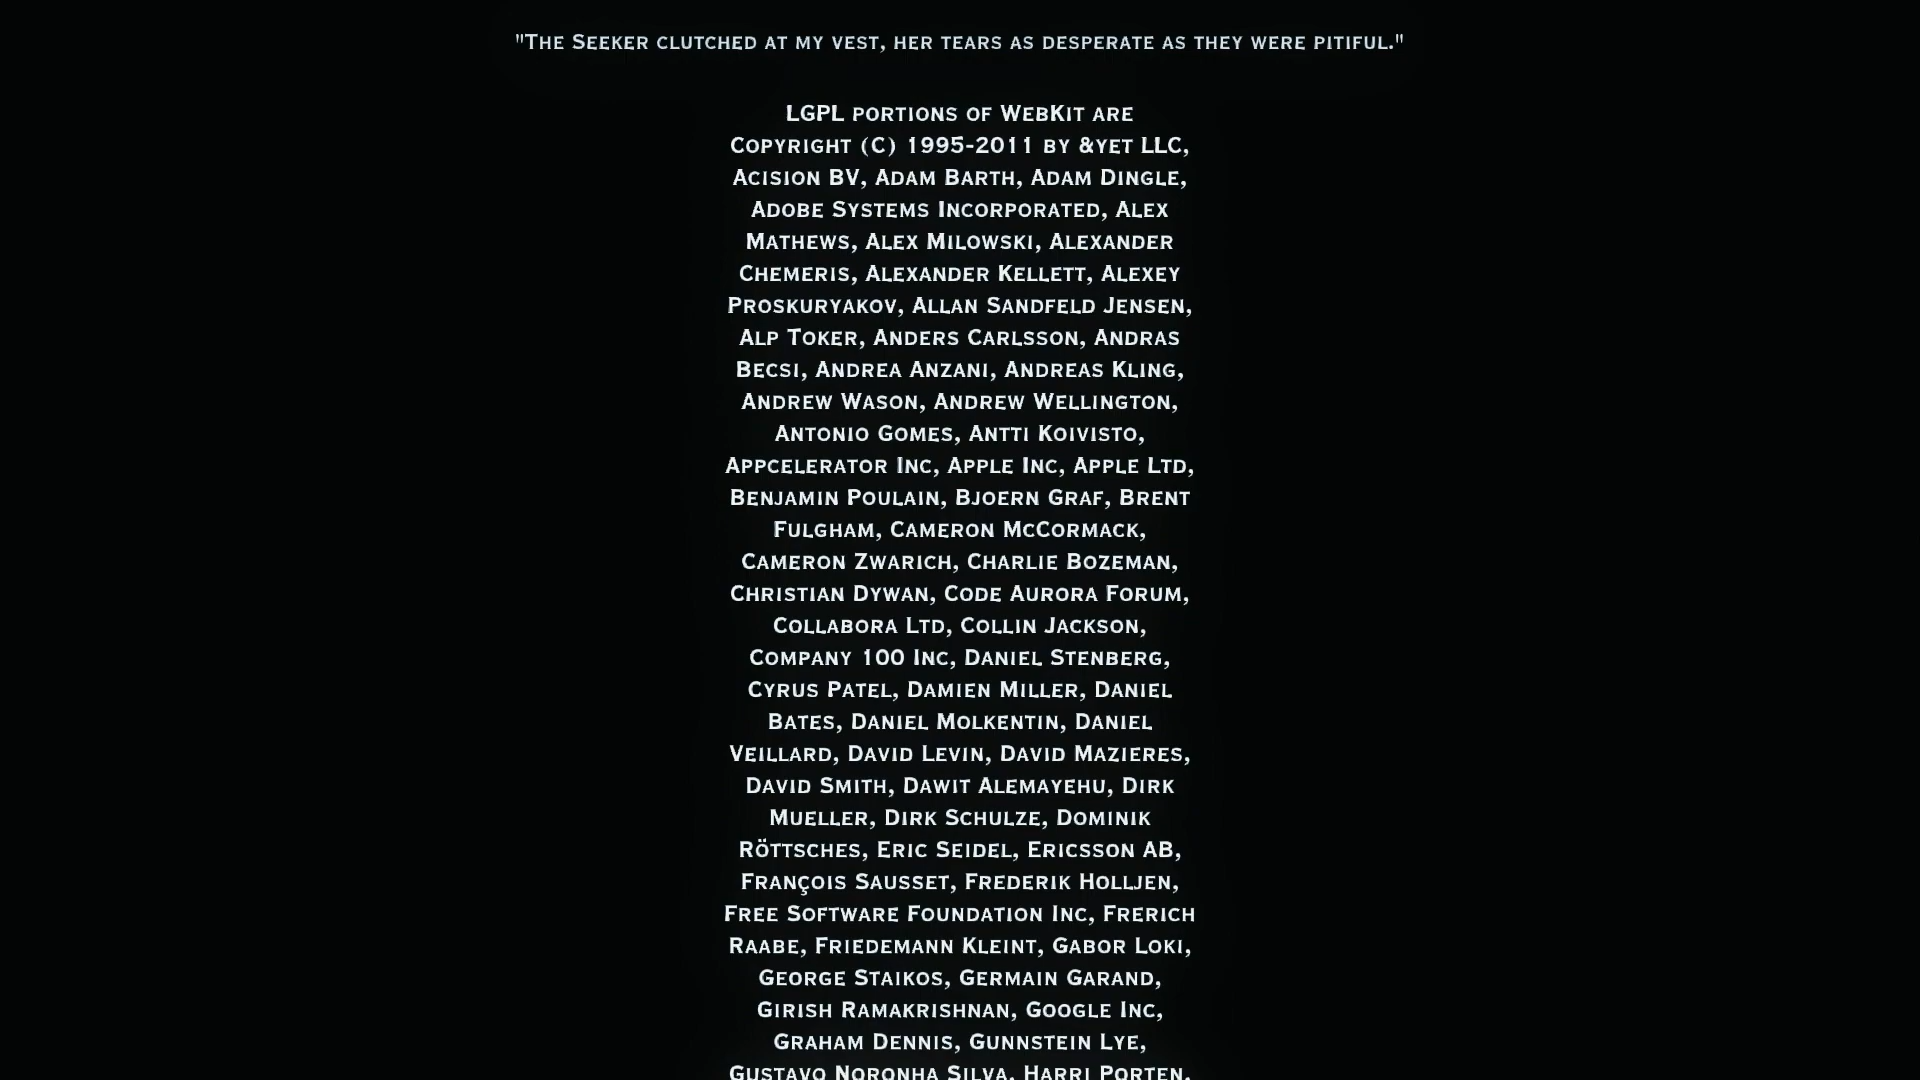 "The Seeker clutched at my vest, her tears as desperate as they were pitiful."
LGPL portions of WebKit are
Copyright (C) 1995-2011 by &yet LLC,
Acision BV, Adam Barth, Adam Dingle,
Adobe Systems Incorporated, Alex
Mathews, Alex Milowski, Alexander
Chemeris, Alexander Kellett, Alexey
Proskuryakov, Allan Sandfeld Jensen,
Alp Toker, Anders Carlsson, Andras
Becsi, Andrea Anzani, Andreas Kling,
Andrew Wason, Andrew Wellington,
Antonio Gomes, Antti Koivisto,
Appcelerator Inc, Apple Inc, Apple Ltd,
Benjamin Poulain, Bjoern Graf, Brent
Fulgham, Cameron McCormack,
Cameron Zwarich, Charlie Bozeman,
Christian Dywan, Code Aurora Forum,
Collabora Ltd, Collin Jackson,
Company 100 Inc, Daniel Stenberg,
Cyrus Patel, Damien Miller, Daniel
Bates, Daniel Molkentin, Daniel
Veillard, David Levin, David Mazieres,
David Smith, Dawit Alemayehu, Dirk
Mueller, Dirk Schulze, Dominik
Röttsches, Eric Seidel, Ericsson AB,
François Sausset, Frederik Holljen,
Free Software Foundation Inc, Frerich
Raabe, Friedemann Kleint, Gabor Loki,
George Staikos, Germain Garand,
Girish Ramakrishnan, Google Inc,
Graham Dennis, Gunnstein Lye,
Gustavo Noronha Silva, Harri Porten,